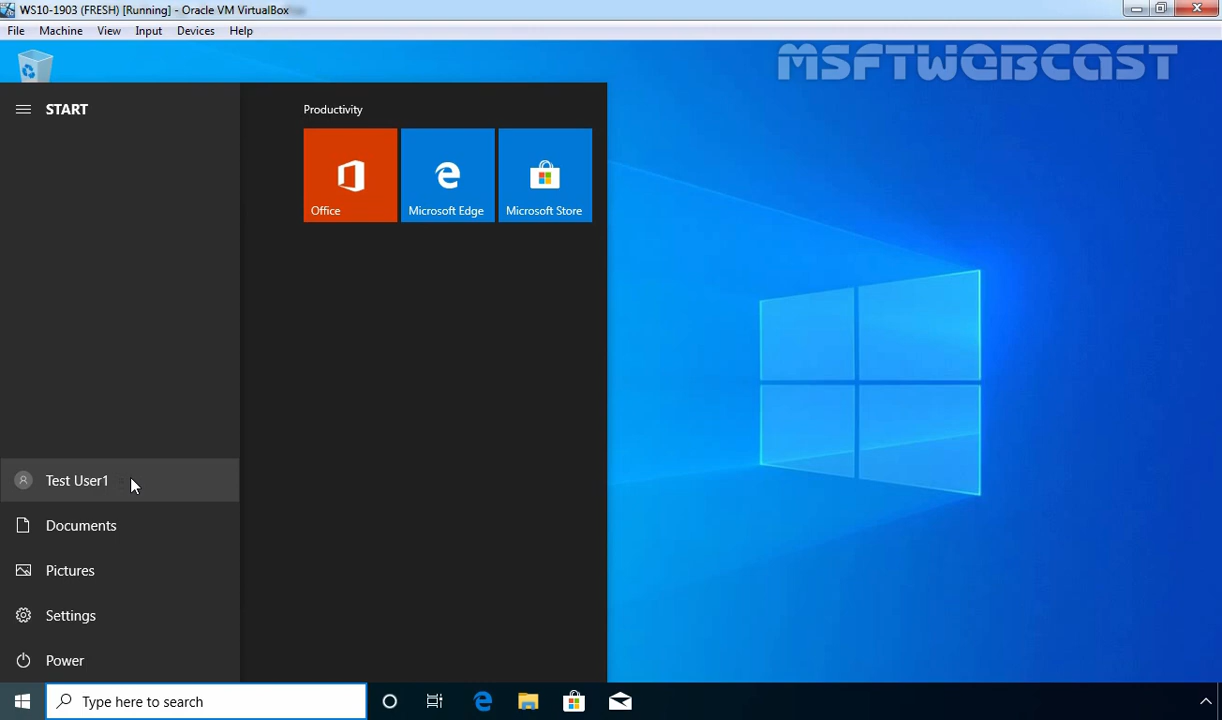 WS10-1903 (FRESH) [Running] - Oracle VM VirtualBox
File Machine View Input Devices Help
MSFTWEBCAST
START
Productivity
Office Microsoft Edge Microsoft Store
Test User1
Documents
Pictures
Settings
Power
Type here to search